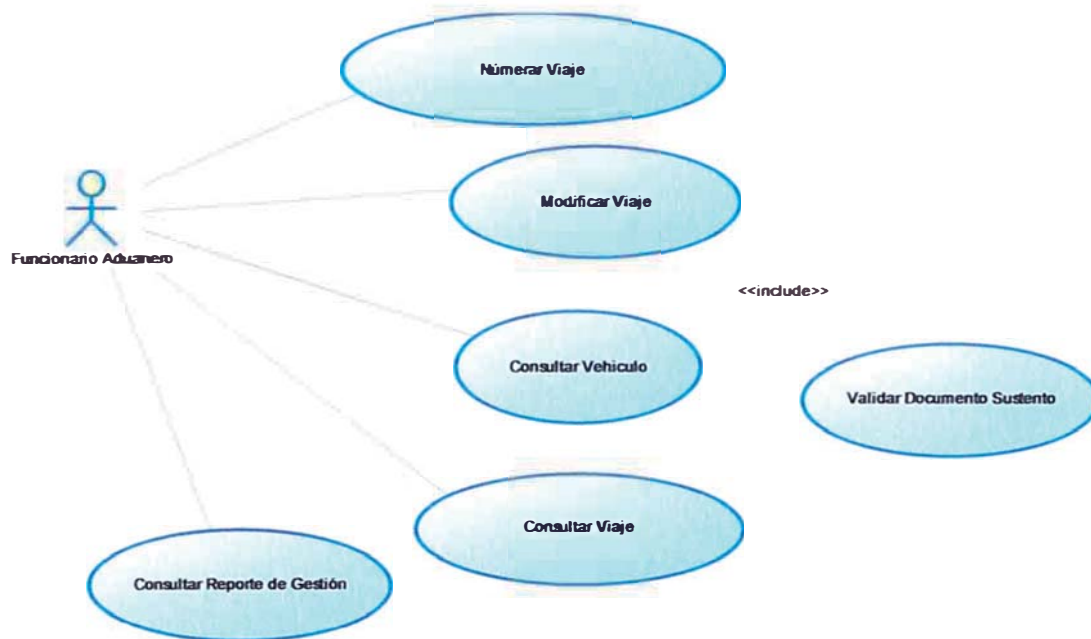 Númerar Viaje
Modificar Viaje
Funcionario Aduanero
<<include>>
Consultar Vehiculo
Validar Documento Sustento
Consultar Viaje
Consultar Reporte de Gestión